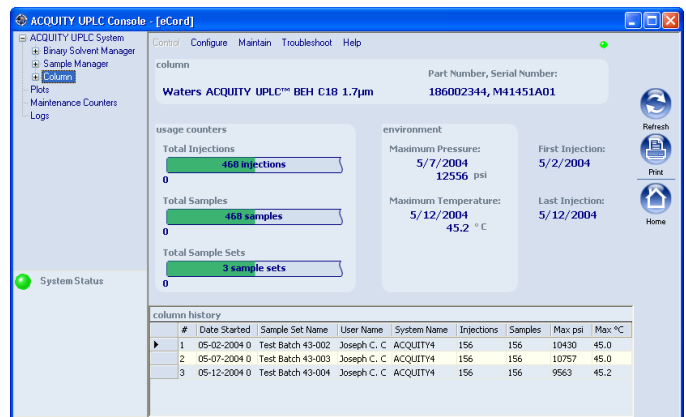 ACQUITY UPLC Console - [eCord]
ACQUITY UPLC System
Binary Solvent Manager
Sample Manager
Column
Plots
Maintenance Counters
Logs
System Status
Control Configure Maintain Troubleshoot Help
column
Part Number, Serial Number:
Waters ACQUITY UPLC™ BEH C18 1.7µm 186002344, M41451A01
usage counters
Total Injections
468 injections
0
Total Samples
468 samples
0
Total Sample Sets
3 sample sets
0
environment
Maximum Pressure:
5/7/2004
12556 psi
Maximum Temperature:
5/12/2004
45.2 °C
First Injection:
5/2/2004
Last Injection:
5/12/2004
Refresh
Print
Home
column history
# Date Started Sample Set Name User Name System Name Injections Samples Max psi Max °C
1 05-02-2004 0 Test Batch 43-002 Joseph C. C ACQUITY4 156 156 10430 45.0
2 05-07-2004 0 Test Batch 43-003 Joseph C. C ACQUITY4 156 156 10757 45.0
3 05-12-2004 0 Test Batch 43-004 Joseph C. C ACQUITY4 156 156 9563 45.2